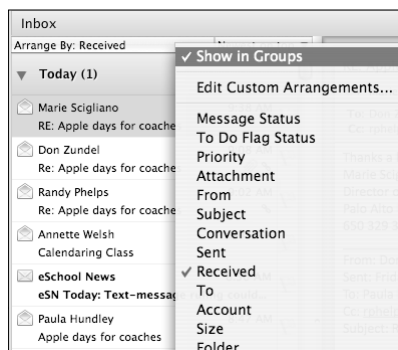 Inbox
Arrange By: Received
✓ Show in Groups
Today (1)
Edit Custom Arrangements...
Marie Scigliano
RE: Apple days for coache
Message Status
To Do Flag Status
Don Zundel
RE: Apple days for coache
Priority
Attachment
Randy Phelps
RE: Apple days for coache
From
Subject
Annette Welsh
Calendaring Class
Conversation
Sent
eSchool News
eSN Today: Text-messag
✓ Received
To
Paula Hundley
Apple days for coaches
Account
Size
Folder